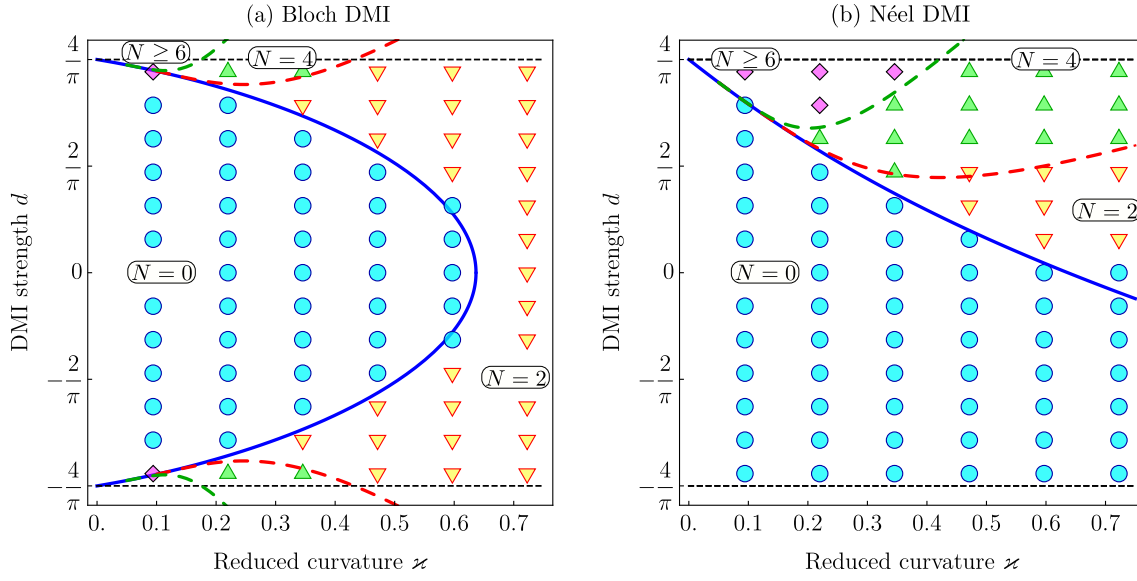 (a) Bloch DMI
DMI strength d
4/π
2/π
0
−2/π
−4/π
N ≥ 6
N = 4
N = 0
N = 2
0. 0.1 0.2 0.3 0.4 0.5 0.6 0.7
Reduced curvature ϰ
(b) Néel DMI
DMI strength d
4/π
2/π
0
−2/π
−4/π
N ≥ 6
N = 4
N = 2
N = 0
0. 0.1 0.2 0.3 0.4 0.5 0.6 0.7
Reduced curvature ϰ